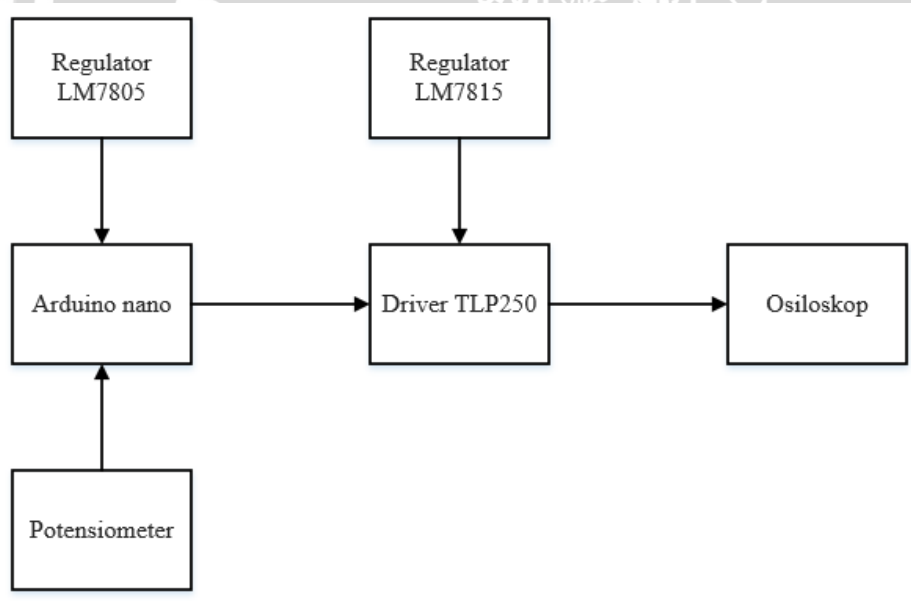 Regulator
LM7805
Regulator
LM7815
Arduino nano
Driver TLP250
Osiloskop
Potensiometer